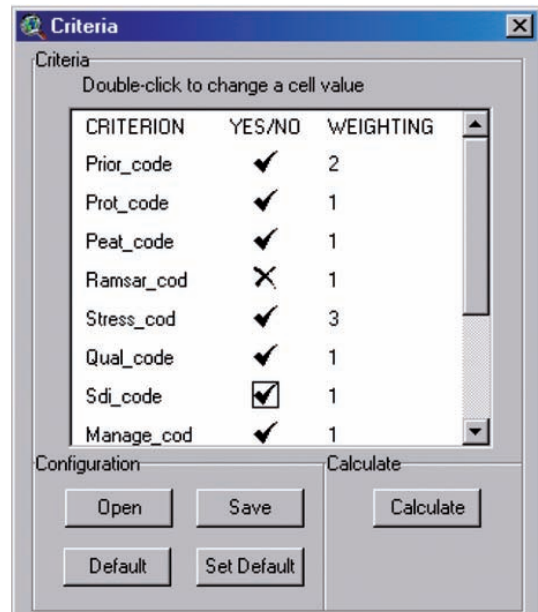 Criteria
Criteria
Double-click to change a cell value
CRITERION YES/NO WEIGHTING
Prior_code 2
Prot_code 1
Peat_code 1
Ramsar_cod 1
Stress_cod 3
Qual_code 1
Sdi_code 1
Manage_cod 1
Configuration Calculate
Open Save Calculate
Default Set Default